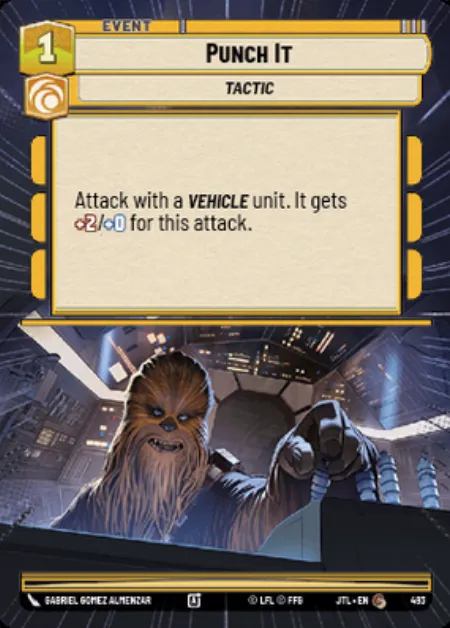 EVENT
1
PUNCH IT
TACTIC
Attack with a VEHICLE unit. It gets
+2/+0 for this attack.
GABRIEL GOMEZ ALMENZAR
A
© LFL © FFG
JTL • EN
493